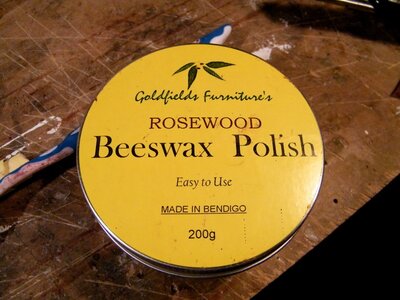 Goldfields Furniture's
ROSEWOOD
Beeswax Polish
Easy to Use
MADE IN BENDIGO
200g